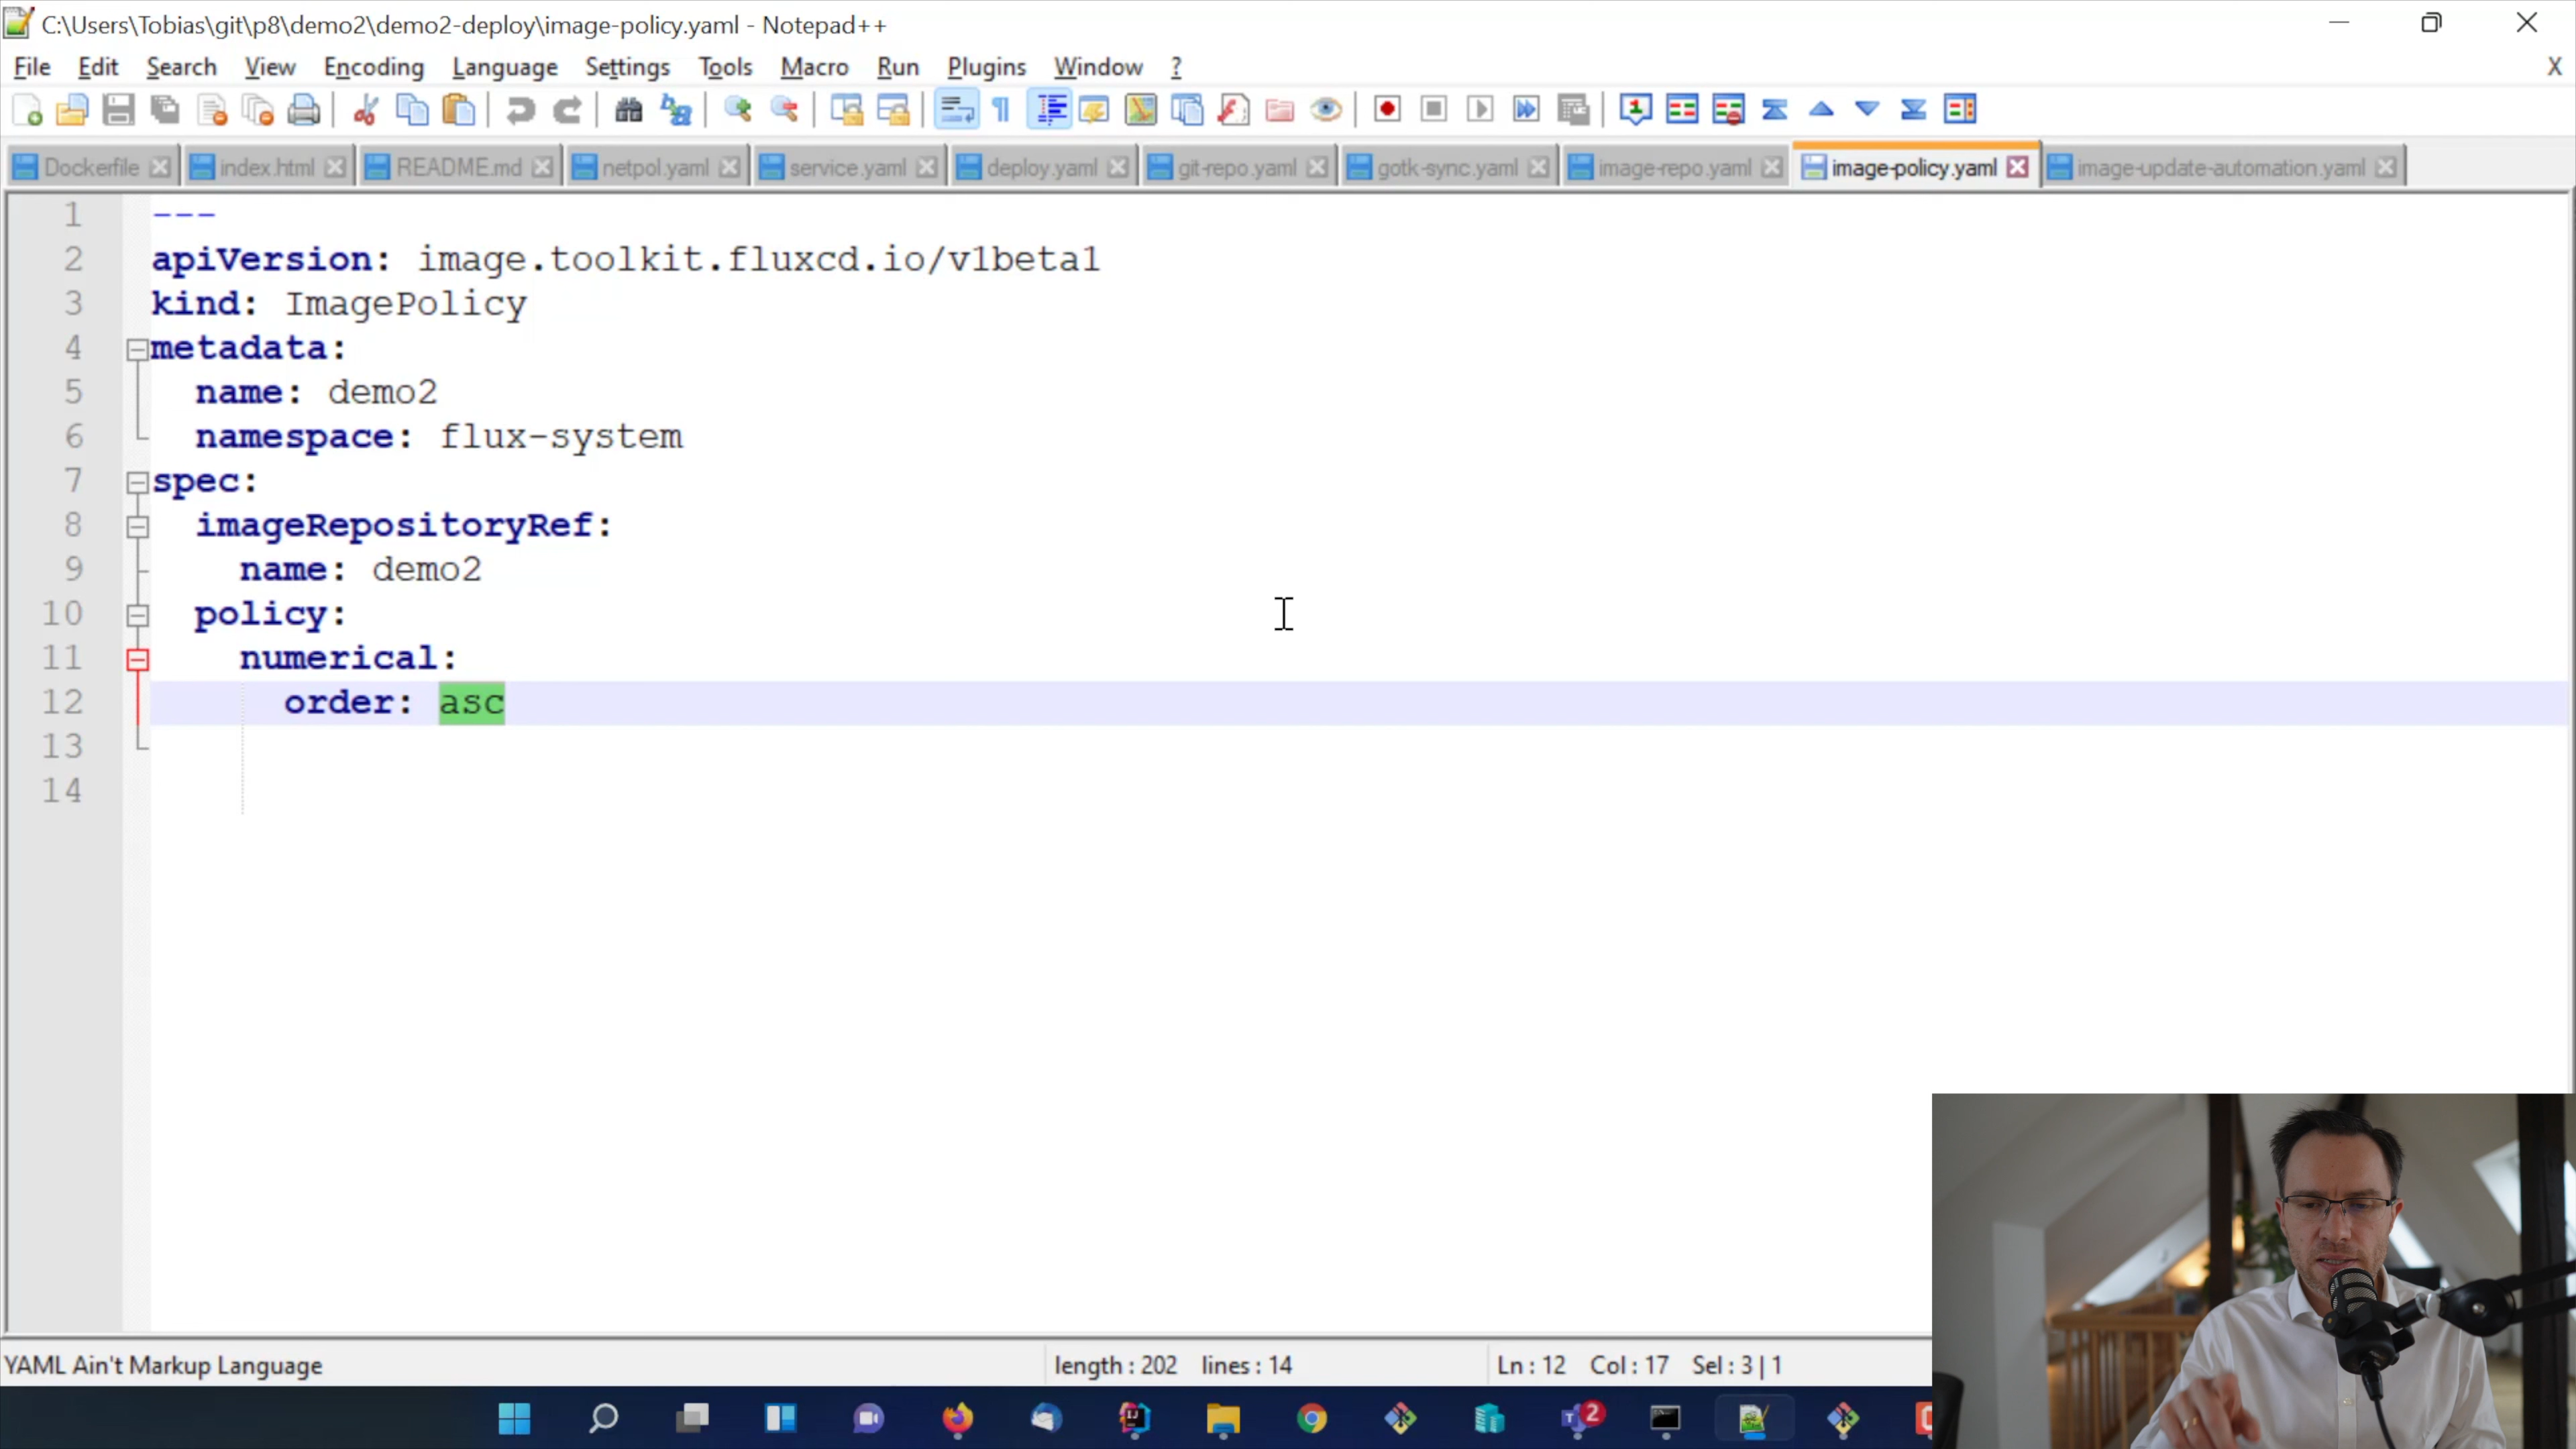 C:\Users\Tobias\git\p8\demo2\demo2-deploy\image-policy.yaml - Notepad++
File Edit Search View Encoding Language Settings Tools Macro Run Plugins Window ? X
Dockerfile index.html README.md netpol.yaml service.yaml deploy.yaml git-repo.yaml gotk-sync.yaml image-repo.yaml image-policy.yaml image-update-automation.yaml
1 ---
2 apiVersion: image.toolkit.fluxcd.io/v1beta1
3 kind: ImagePolicy
4 metadata:
5 name: demo2
6 namespace: flux-system
7 spec:
8 imageRepositoryRef:
9 name: demo2
10 policy:
11 numerical:
12 order: asc
13
14
YAML Ain't Markup Language length : 202 lines : 14 Ln : 12 Col : 17 Sel : 3 | 1
2